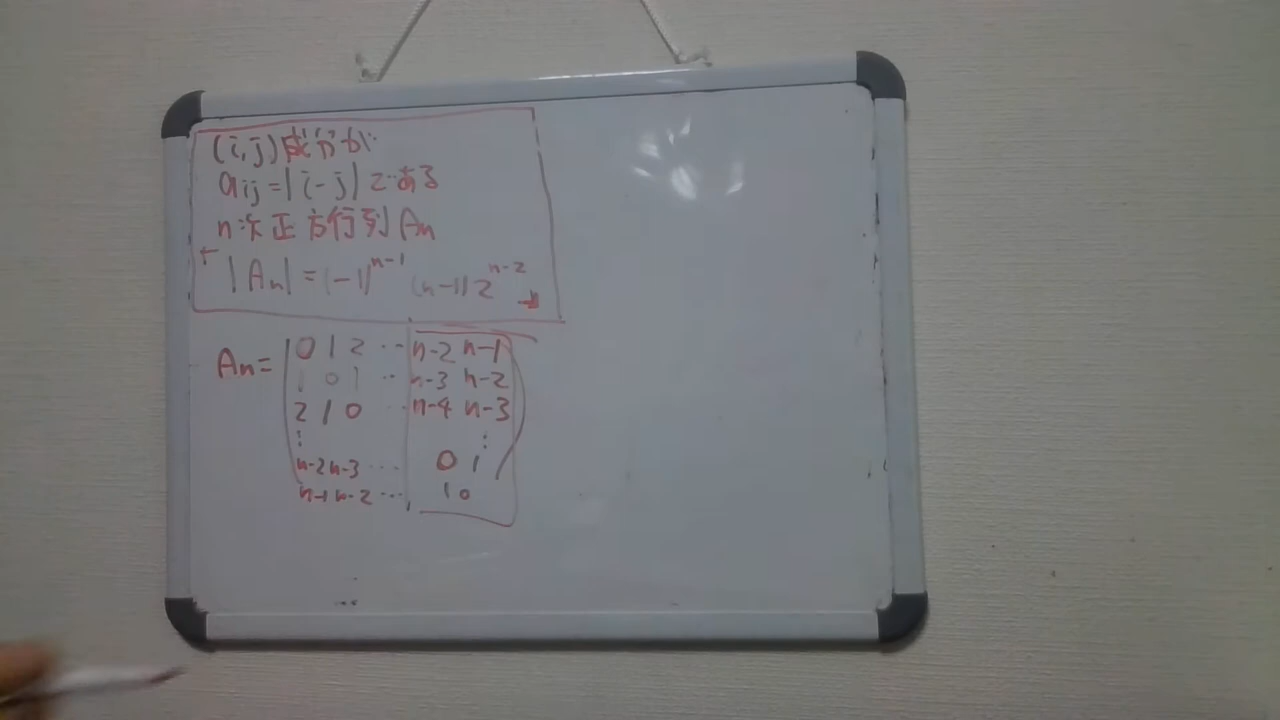 (i,j)成分が
aij=|i-j|である
n次正方行列An
「|An|=(-1)^{n-1} (n-1)2^{n-2}」
An=
0 1 2 ... n-2 n-1
1 0 1 ... n-3 n-2
2 1 0 ... n-4 n-3
⋮ ⋮
n-2 n-3 ... 0 1
n-1 n-2 ... 1 0